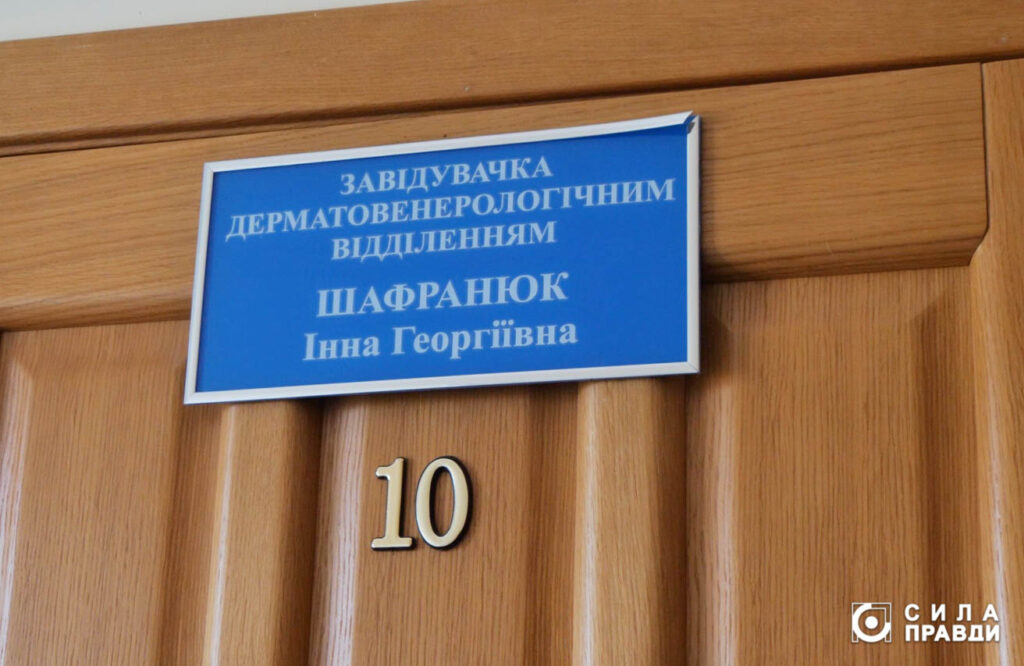 ЗАВІДУВАЧКА
ДЕРМАТОВЕНЕРОЛОГІЧНИМ
ВІДДІЛЕННЯМ
ШАФРАНЮК
Інна Георгіївна
10
СИЛА
ПРАВДИ